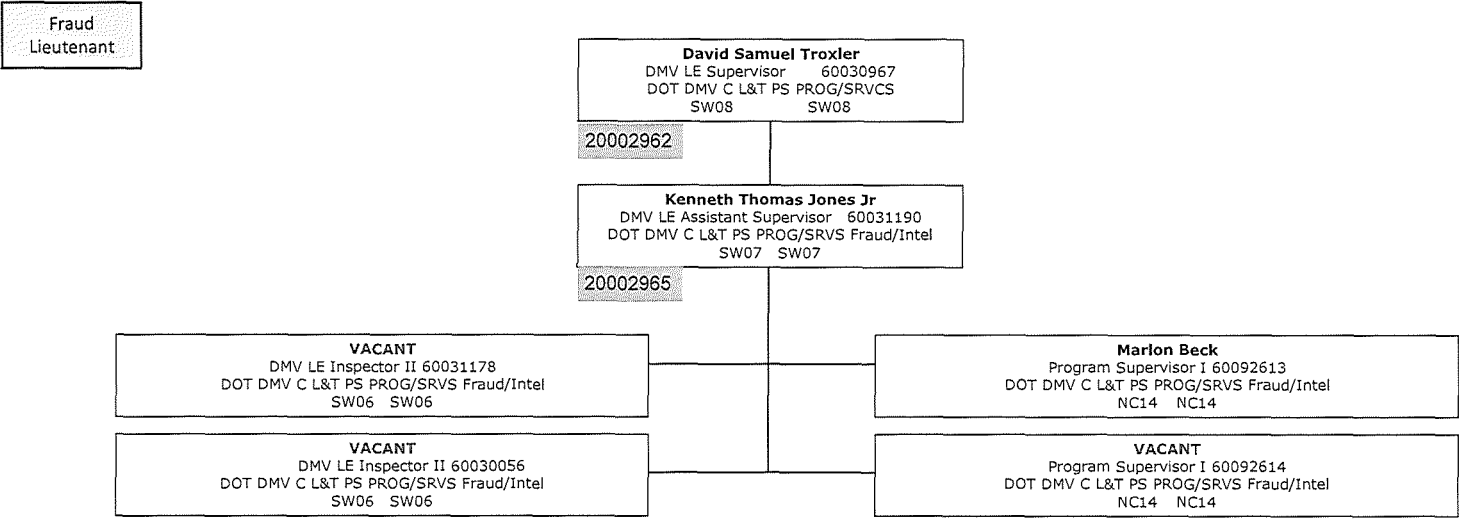 Fraud
Lieutenant
David Samuel Troxler
DMV LE Supervisor 60030967
DOT DMV C L&T PS PROG/SRVCS
SW08 SW08
20002962
Kenneth Thomas Jones Jr
DMV LE Assistant Supervisor 60031190
DOT DMV C L&T PS PROG/SRVS Fraud/Intel
SW07 SW07
20002965
VACANT
DMV LE Inspector II 60031178
DOT DMV C L&T PS PROG/SRVS Fraud/Intel
SW06 SW06
Marlon Beck
Program Supervisor I 60092613
DOT DMV C L&T PS PROG/SRVS Fraud/Intel
NC14 NC14
VACANT
DMV LE Inspector II 60030056
DOT DMV C L&T PS PROG/SRVS Fraud/Intel
SW06 SW06
VACANT
Program Supervisor I 60092614
DOT DMV C L&T PS PROG/SRVS Fraud/Intel
NC14 NC14